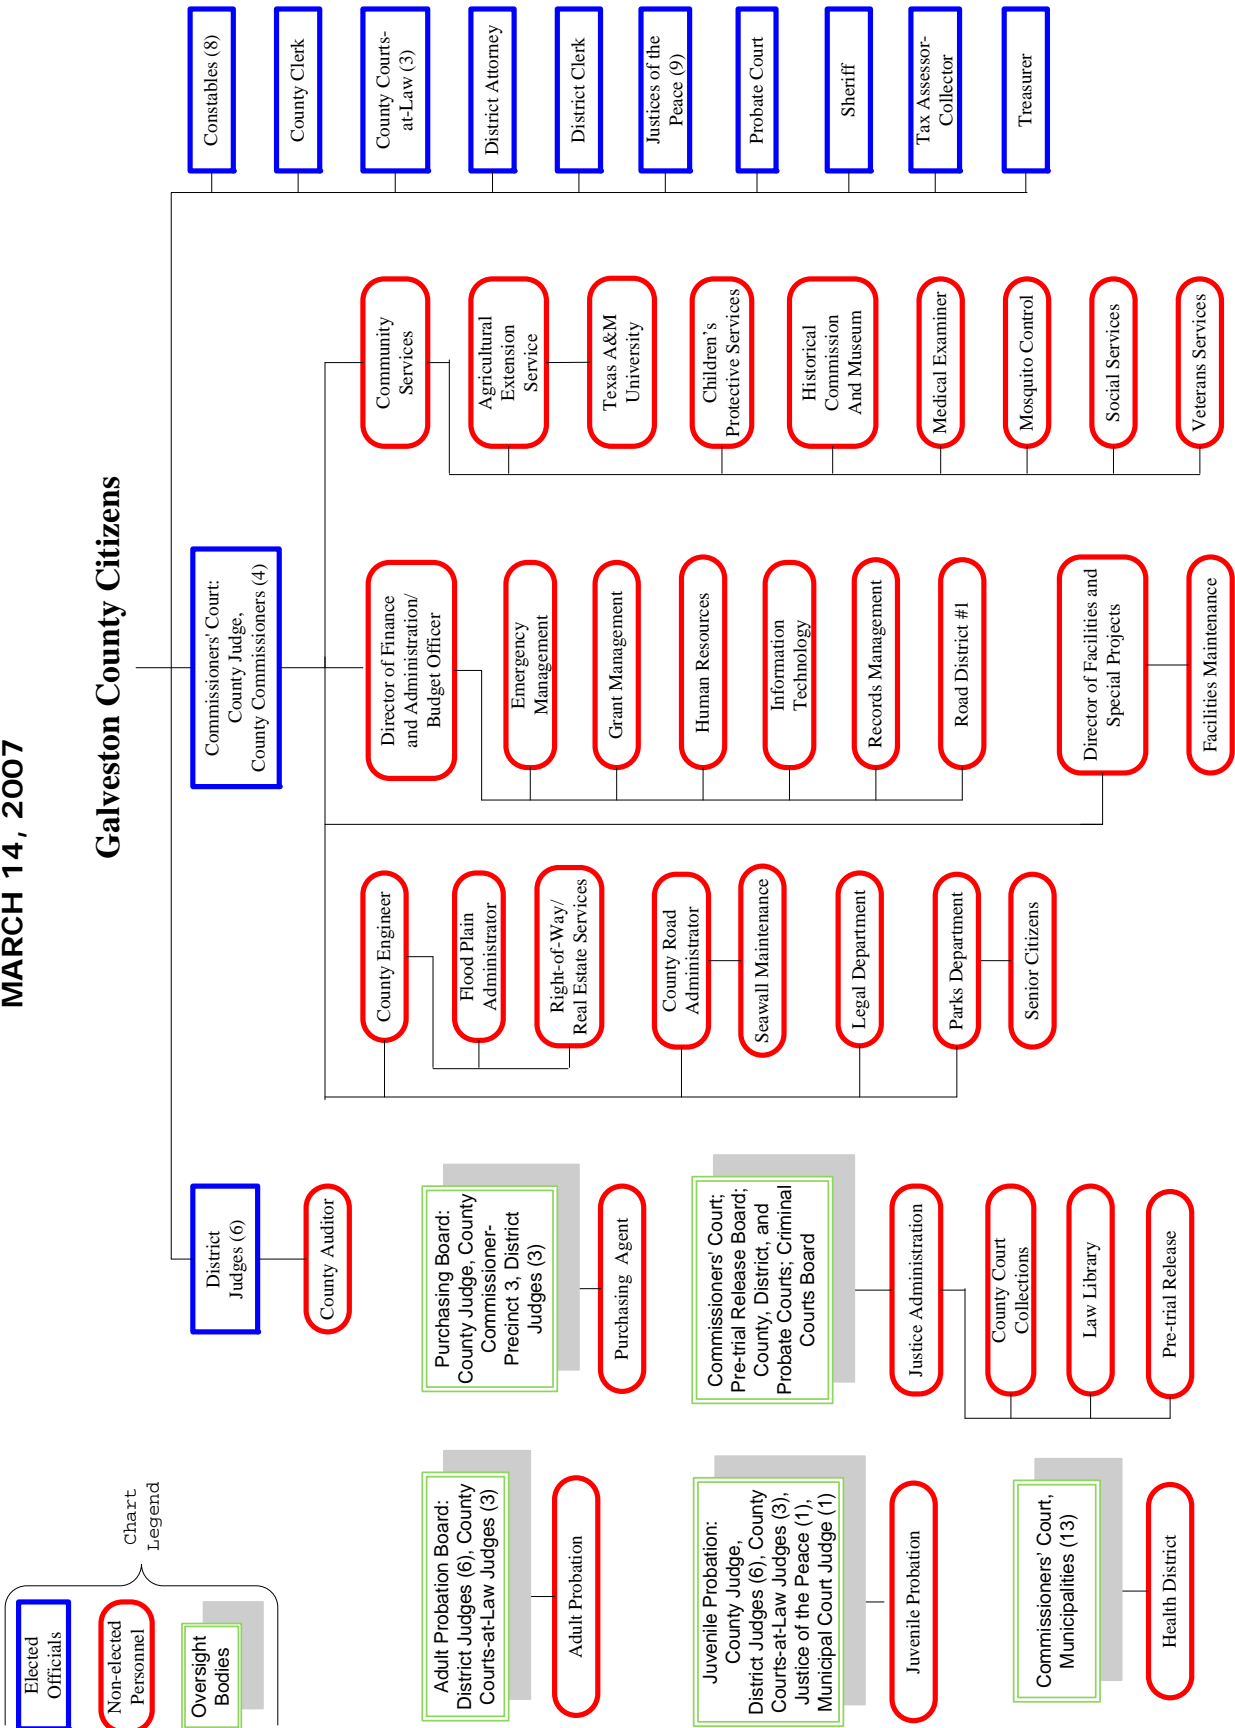 MARCH 14, 2007
Galveston County Citizens
Elected
Officials
Non-elected
Personnel
Oversight
Bodies
Chart
Legend
District
Judges (6)
County Auditor
Commissioners' Court:
County Judge,
County Commissioners (4)
Constables (8)
County Clerk
County Courts-
at-Law (3)
District Attorney
District Clerk
Justices of the
Peace (9)
Probate Court
Sheriff
Tax Assessor-
Collector
Treasurer
Adult Probation Board:
District Judges (6), County
Courts-at-Law Judges (3)
Adult Probation
Juvenile Probation:
County Judge,
District Judges (6), County
Courts-at-Law Judges (3),
Justice of the Peace (1),
Municipal Court Judge (1)
Juvenile Probation
Commissioners’ Court,
Municipalities (13)
Health District
Purchasing Board:
County Judge, County
Commissioner-
Precinct 3, District
Judges (3)
Purchasing Agent
Commissioners’ Court;
Pre-trial Release Board;
County, District, and
Probate Courts; Criminal
Courts Board
Justice Administration
County Court
Collections
Law Library
Pre-trial Release
County Engineer
Flood Plain
Administrator
Right-of-Way/
Real Estate Services
County Road
Administrator
Seawall Maintenance
Legal Department
Parks Department
Senior Citizens
Director of Finance
and Administration/
Budget Officer
Emergency
Management
Grant Management
Human Resources
Information
Technology
Records Management
Road District #1
Director of Facilities and
Special Projects
Facilities Maintenance
Community
Services
Agricultural
Extension
Service
Texas A&M
University
Children’s
Protective Services
Historical
Commission
And Museum
Medical Examiner
Mosquito Control
Social Services
Veterans Services